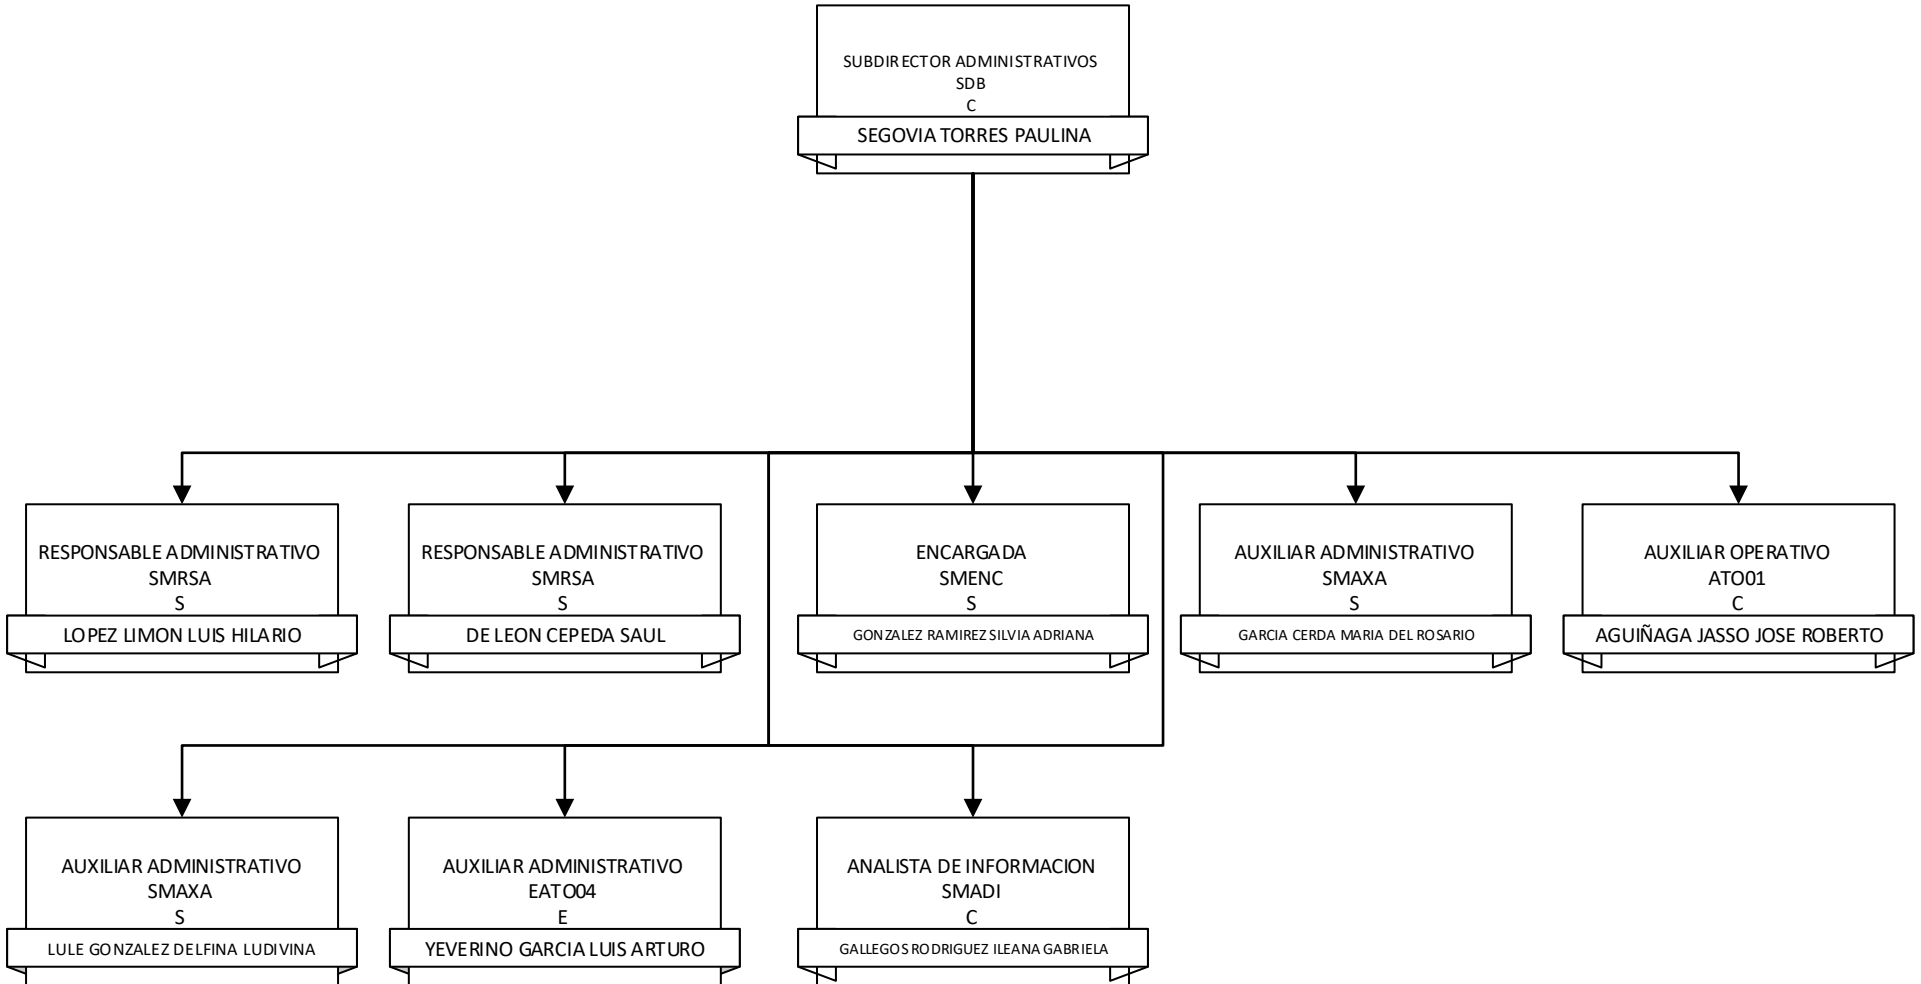 SUBDIRECTOR ADMINISTRATIVOS
SDB
C
SEGOVIA TORRES PAULINA
RESPONSABLE ADMINISTRATIVO
SMRSA
S
LOPEZ LIMON LUIS HILARIO
RESPONSABLE ADMINISTRATIVO
SMRSA
S
DE LEON CEPEDA SAUL
ENCARGADA
SMENC
S
GONZALEZ RAMIREZ SILVIA ADRIANA
AUXILIAR ADMINISTRATIVO
SMAXA
S
GARCIA CERDA MARIA DEL ROSARIO
AUXILIAR OPERATIVO
ATO01
C
AGUIÑAGA JASSO JOSE ROBERTO
AUXILIAR ADMINISTRATIVO
SMAXA
S
LULE GONZALEZ DELFINA LUDIVINA
AUXILIAR ADMINISTRATIVO
EATO04
E
YEVERINO GARCIA LUIS ARTURO
ANALISTA DE INFORMACION
SMADI
C
GALLEGOS RODRIGUEZ ILEANA GABRIELA